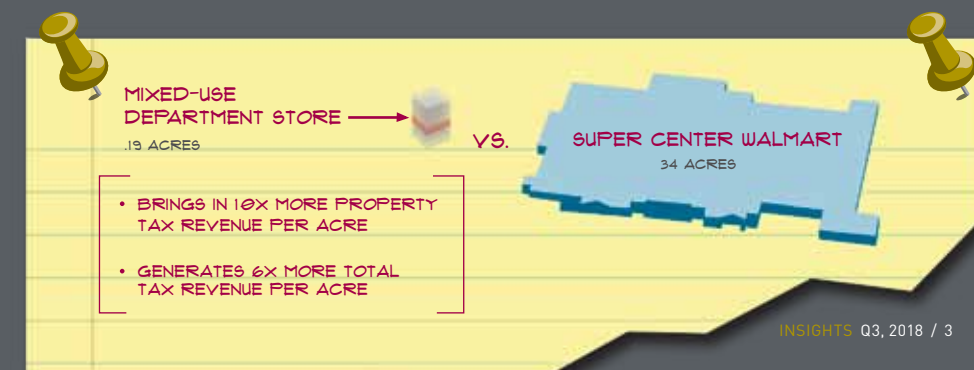 MIXED-USE
DEPARTMENT STORE
.19 ACRES
VS.
SUPER CENTER WALMART
34 ACRES
• BRINGS IN 10X MORE PROPERTY
TAX REVENUE PER ACRE
• GENERATES 6X MORE TOTAL
TAX REVENUE PER ACRE
INSIGHTS Q3, 2018 / 3